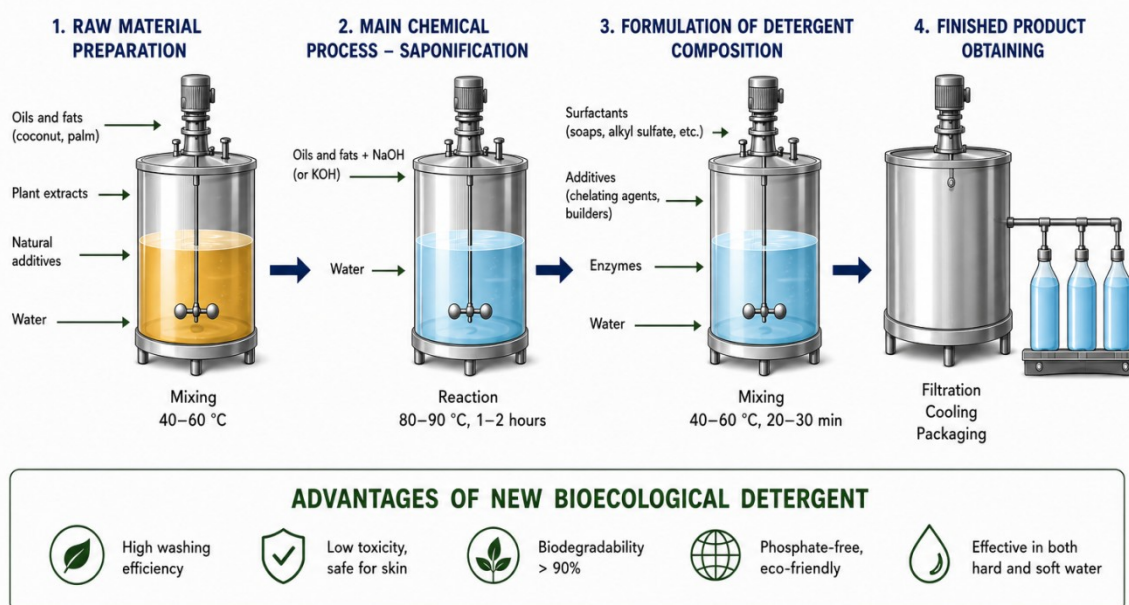 1. RAW MATERIAL
PREPARATION
Oils and fats
(coconut, palm)
Plant extracts
Natural
additives
Water
Mixing
40–60 °C
2. MAIN CHEMICAL
PROCESS – SAPONIFICATION
Oils and fats + NaOH
(or KOH)
Water
Reaction
80–90 °C, 1–2 hours
3. FORMULATION OF DETERGENT
COMPOSITION
Surfactants
(soaps, alkyl sulfate, etc.)
Additives
(chelating agents,
builders)
Enzymes
Water
Mixing
40–60 °C, 20–30 min
4. FINISHED PRODUCT
OBTAINING
Filtration
Cooling
Packaging
ADVANTAGES OF NEW BIOECOLOGICAL DETERGENT
High washing
efficiency
Low toxicity,
safe for skin
Biodegradability
> 90%
Phosphate-free,
eco-friendly
Effective in both
hard and soft water